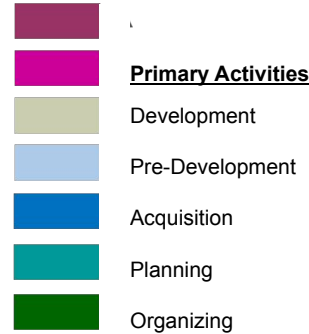 Primary Activities
Development
Pre-Development
Acquisition
Planning
Organizing